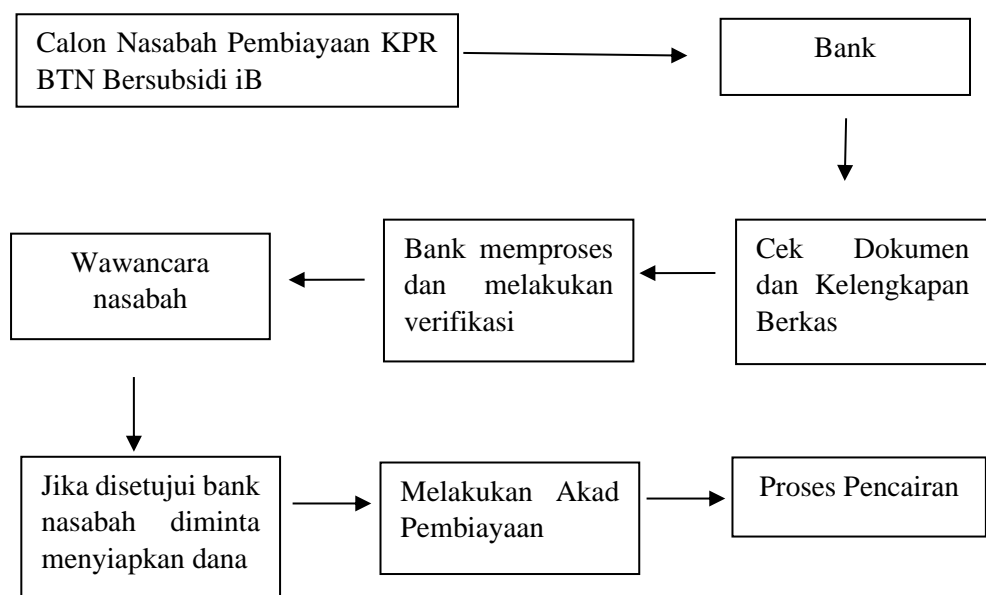 Calon Nasabah Pembiayaan KPR
BTN Bersubsidi iB
Bank
Cek Dokumen
dan Kelengkapan
Berkas
Bank memproses
dan melakukan
verifikasi
Wawancara
nasabah
Jika disetujui bank
nasabah diminta
menyiapkan dana
Melakukan Akad
Pembiayaan
Proses Pencairan